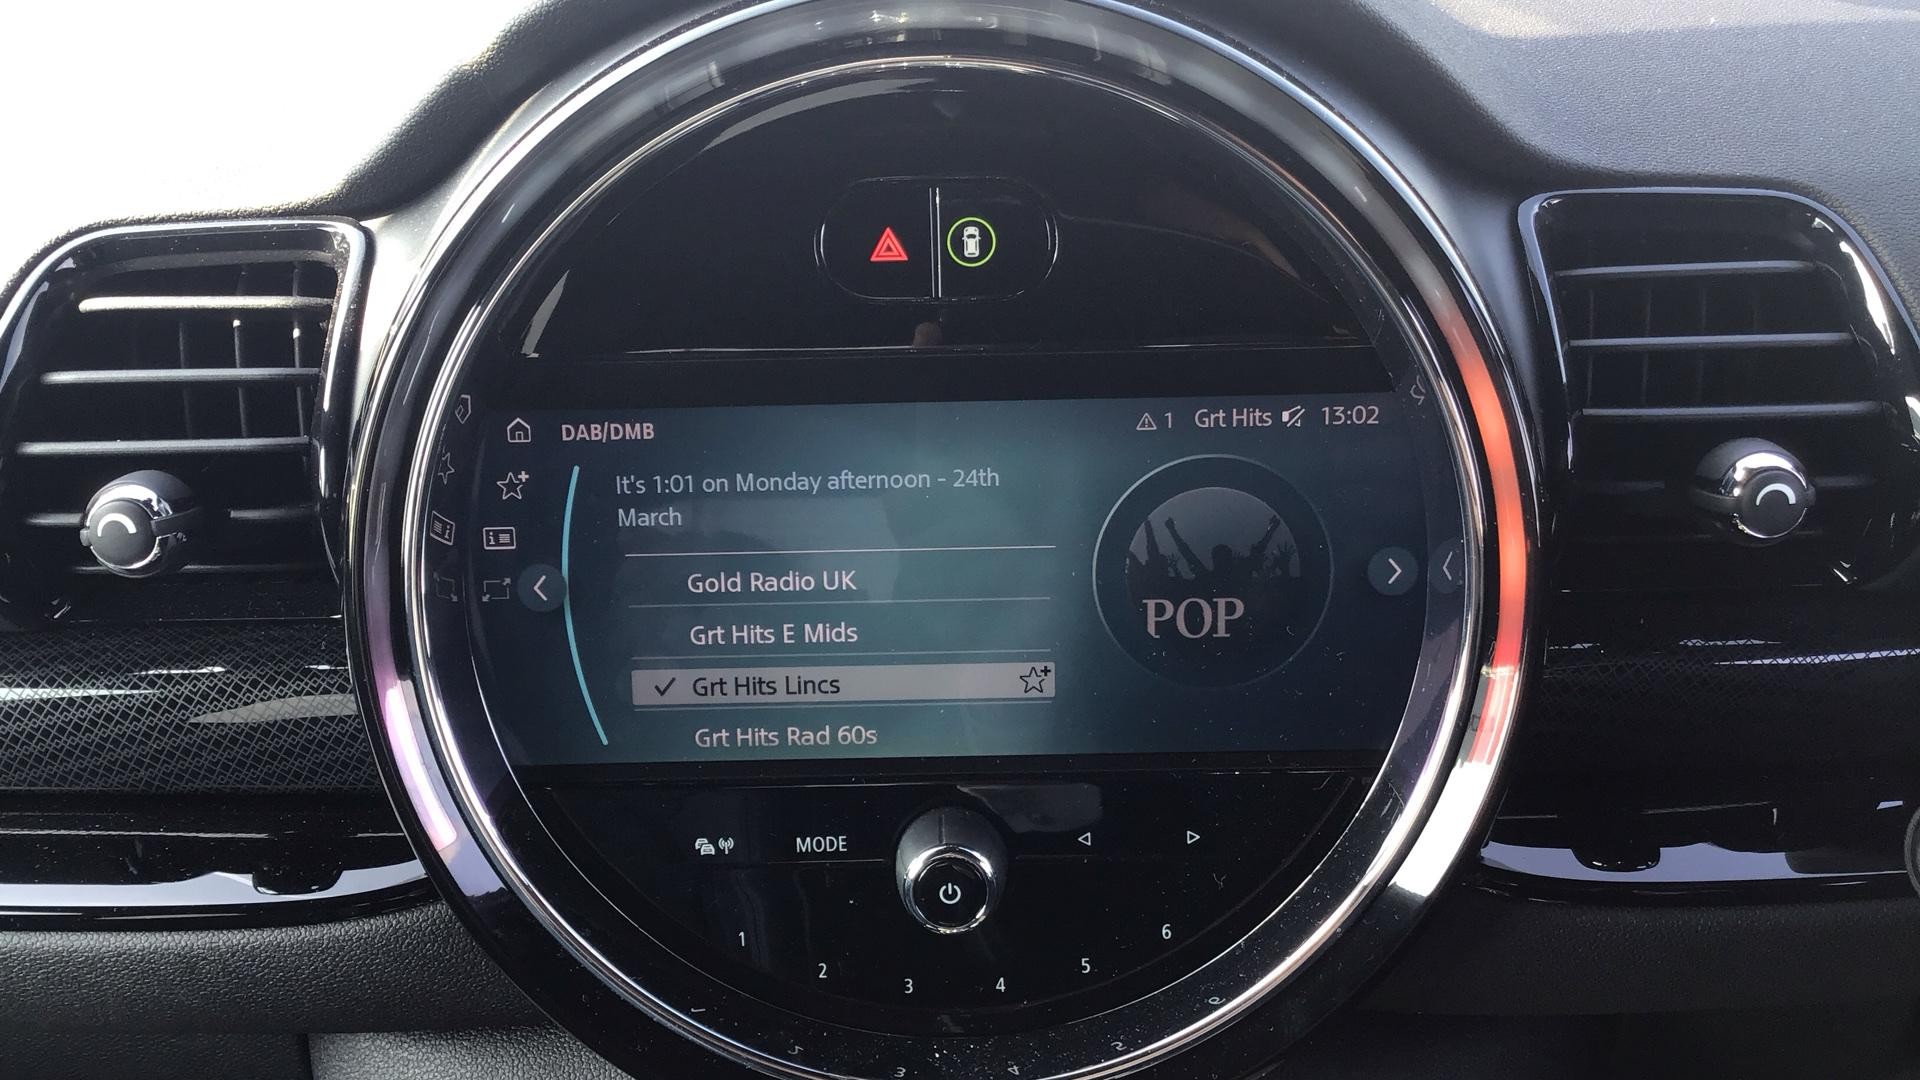 DAB/DMB
1 Grt Hits 13:02
It's 1:01 on Monday afternoon - 24th
March
Gold Radio UK
Grt Hits E Mids
Grt Hits Lincs
Grt Hits Rad 60s
POP
MODE
1
2
3
4
5
6